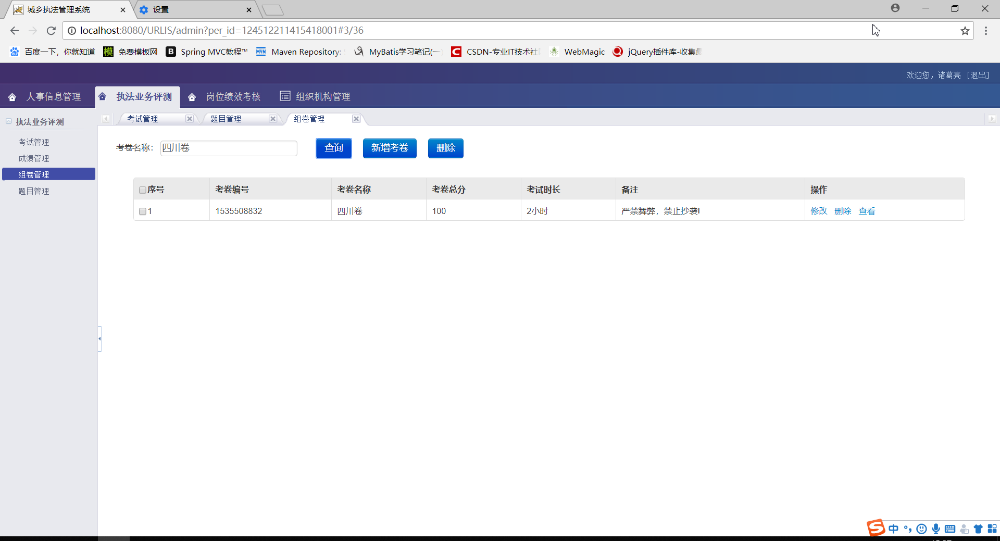 城乡执法管理系统 设置
localhost:8080/URLIS/admin?per_id=124512211415418001#3/36
百度一下，你就知道 模 免费模板网 B Spring MVC教程™ MVN Maven Repository: MyBatis学习笔记(一 C CSDN-专业IT技术社 WebMagic jQuery插件库-收集
欢迎您，诸葛亮 [退出]
人事信息管理 执法业务评测 岗位绩效考核 组织机构管理
执法业务评测 考试管理 题目管理 组卷管理
考试管理
成绩管理
组卷管理
题目管理
考卷名称： 四川卷 查询 新增考卷 删除
序号 考卷编号 考卷名称 考卷总分 考试时长 备注 操作
1 1535508832 四川卷 100 2小时 严禁舞弊，禁止抄袭! 修改 删除 查看
S 中